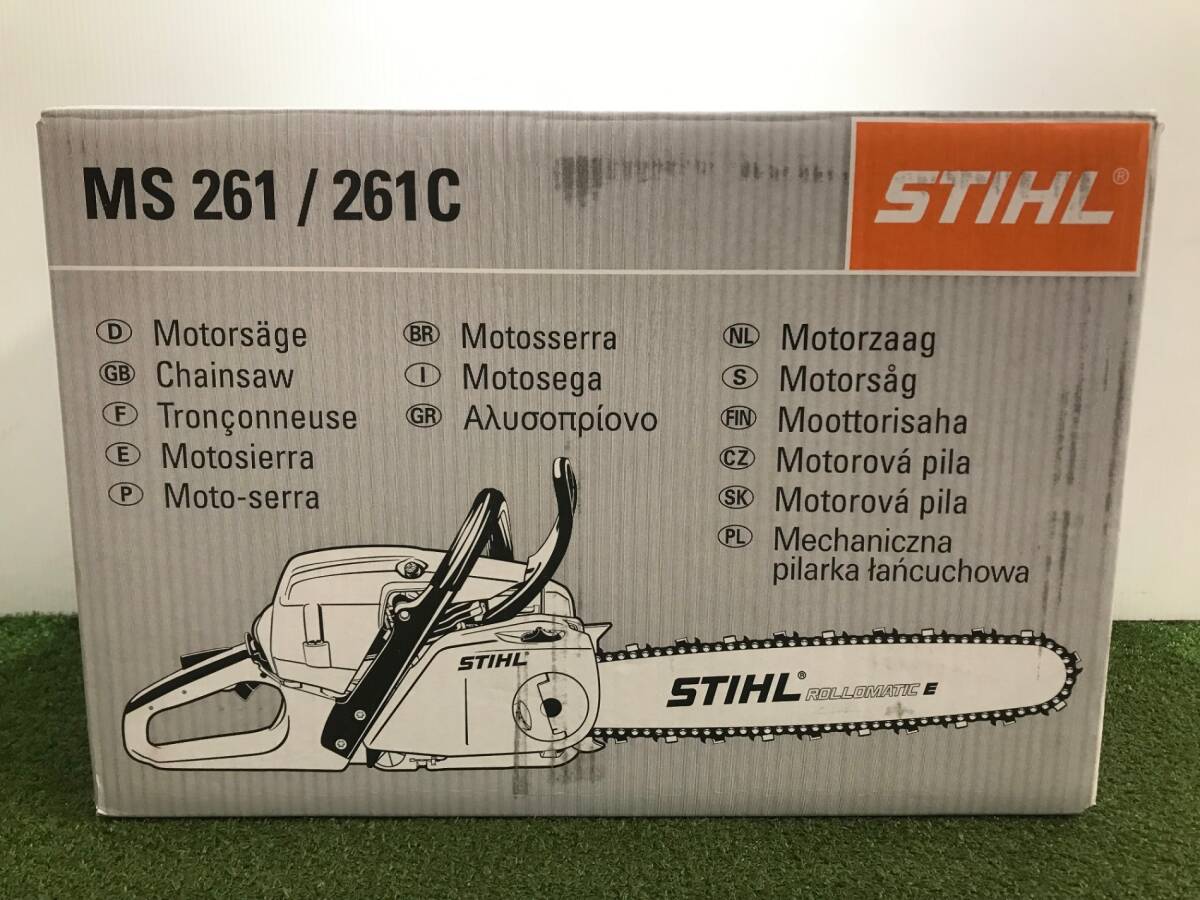 MS 261 / 261C
STIHL®
D Motorsäge
GB Chainsaw
F Tronçonneuse
E Motosierra
P Moto-serra
BR Motosserra
I Motosega
GR Αλυσοπρίονο
NL Motorzaag
S Motorsåg
FIN Moottorisaha
CZ Motorová pila
SK Motorová pila
PL Mechaniczna
pilarka łańcuchowa
STIHL
STIHL® ROLLOMATIC E